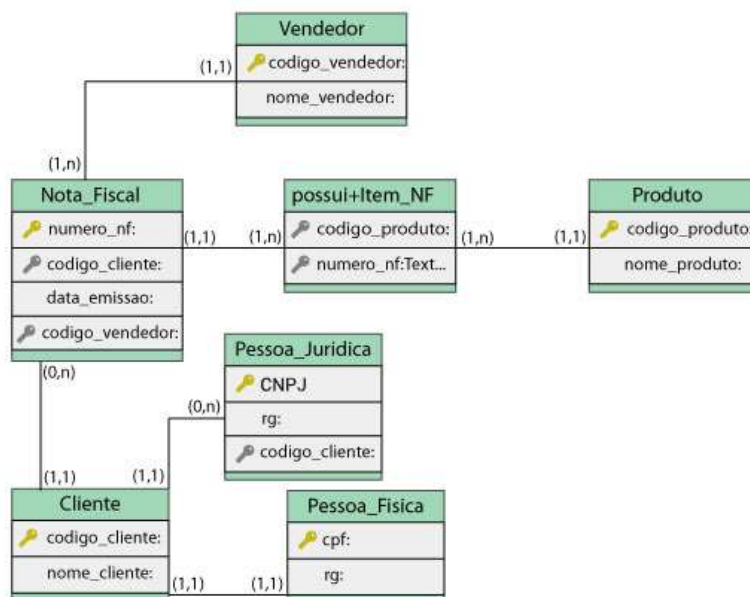 Vendedor
codigo_vendedor:
nome_vendedor:
(1,1)
(1,n)
Nota_Fiscal
numero_nf:
codigo_cliente:
data_emissao:
codigo_vendedor:
(1,1)
(1,n)
possui+Item_NF
codigo_produto:
numero_nf:Text...
(1,n)
(1,1)
Produto
codigo_produto:
nome_produto:
(0,n)
(1,1)
Pessoa_Juridica
CNPJ
rg:
codigo_cliente:
(0,n)
(1,1)
Cliente
codigo_cliente:
nome_cliente:
(1,1)
(1,1)
Pessoa_Fisica
cpf:
rg: